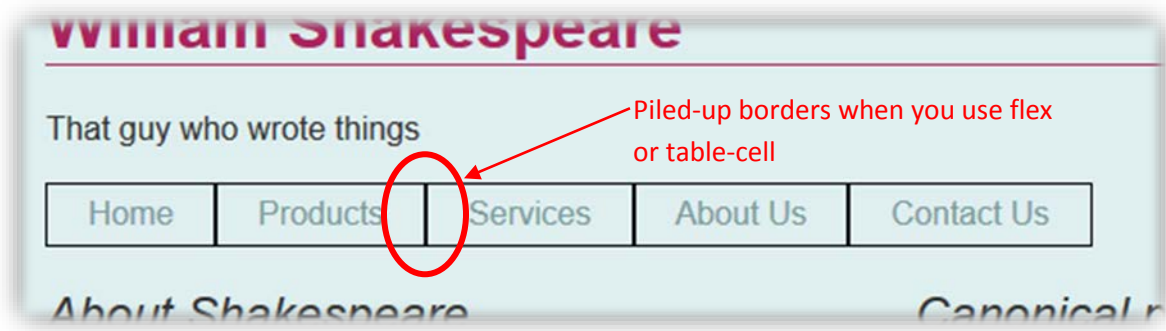 William Shakespeare
That guy who wrote things
Piled-up borders when you use flex
or table-cell
Home Products Services About Us Contact Us
About Shakespeare Canonical